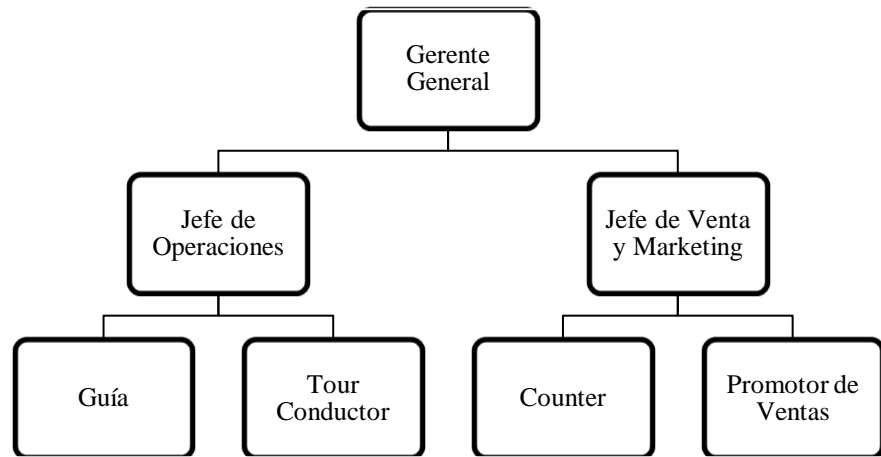 Gerente
General
Jefe de
Operaciones
Jefe de Venta
y Marketing
Guía
Tour
Conductor
Counter
Promotor de
Ventas